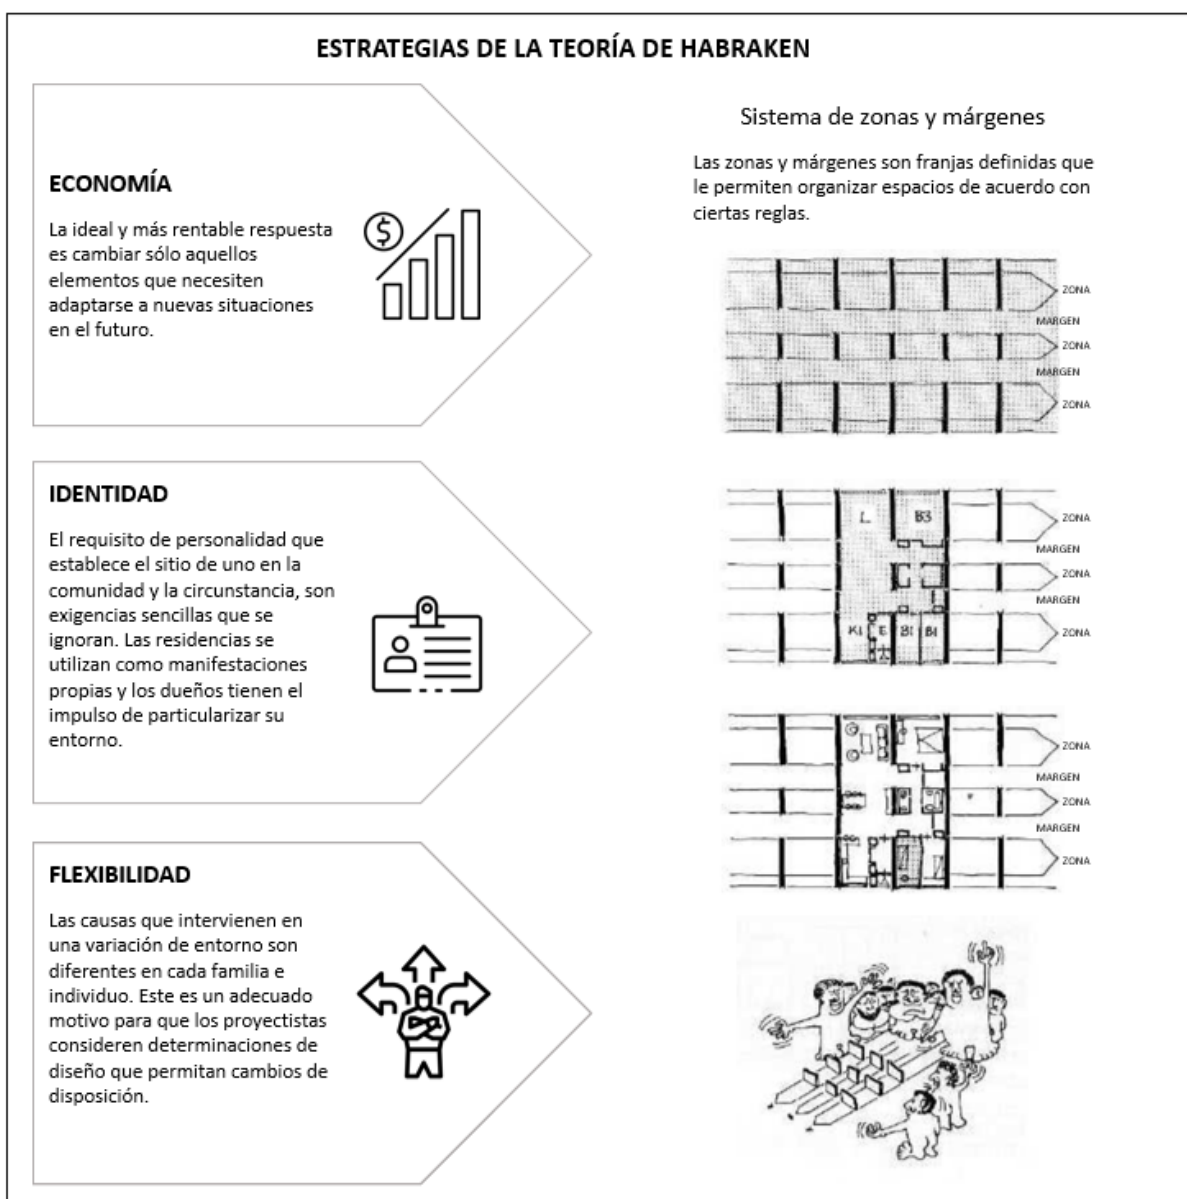 ESTRATEGIAS DE LA TEORÍA DE HABRAKEN
ECONOMÍA
La ideal y más rentable respuesta
es cambiar sólo aquellos
elementos que necesiten
adaptarse a nuevas situaciones
en el futuro.
$
IDENTIDAD
El requisito de personalidad que
establece el sitio de uno en la
comunidad y la circunstancia, son
exigencias sencillas que se
ignoran. Las residencias se
utilizan como manifestaciones
propias y los dueños tienen el
impulso de particularizar su
entorno.
FLEXIBILIDAD
Las causas que intervienen en
una variación de entorno son
diferentes en cada familia e
individuo. Este es un adecuado
motivo para que los proyectistas
consideren determinaciones de
diseño que permitan cambios de
disposición.
Sistema de zonas y márgenes
Las zonas y márgenes son franjas definidas que
le permiten organizar espacios de acuerdo con
ciertas reglas.
ZONA
MARGEN
ZONA
MARGEN
ZONA
L B3
ZONA
MARGEN
ZONA
MARGEN
K1 E B1 B1
ZONA
ZONA
MARGEN
ZONA
MARGEN
ZONA